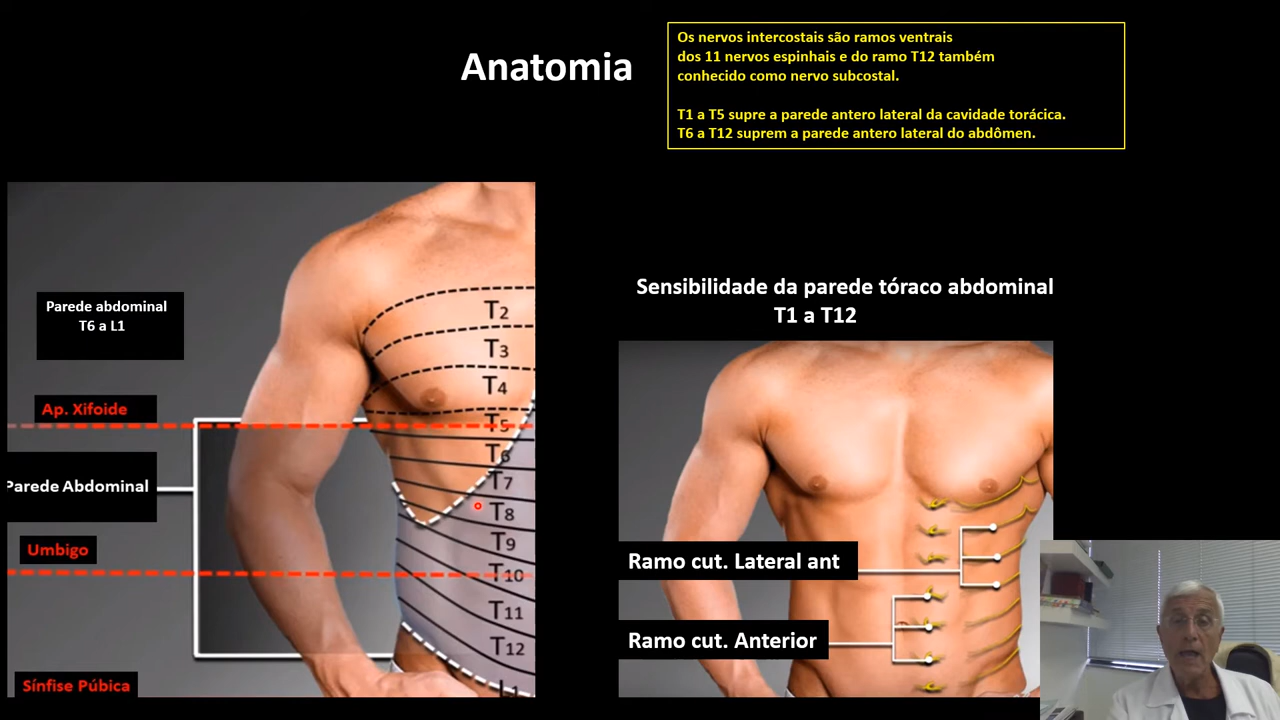 Anatomia
Os nervos intercostais são ramos ventrais
dos 11 nervos espinhais e do ramo T12 também
conhecido como nervo subcostal.
T1 a T5 supre a parede antero lateral da cavidade torácica.
T6 a T12 suprem a parede antero lateral do abdômen.
Parede abdominal
T6 a L1
Ap. Xifoide
Parede Abdominal
Umbigo
Sínfise Púbica
T2
T3
T4
T5
T6
T7
T8
T9
T10
T11
T12
L1
Sensibilidade da parede tóraco abdominal
T1 a T12
Ramo cut. Lateral ant
Ramo cut. Anterior